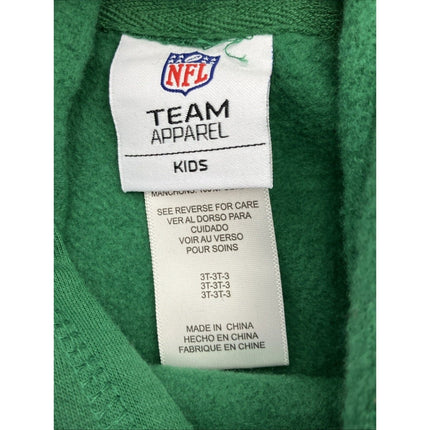 NFL
TEAM
APPAREL
KIDS
SEE REVERSE FOR CARE
VER AL DORSO PARA
CUIDADO
VOIR AU VERSO
POUR SOINS
3T-3T-3
3T-3T-3
3T-3T-3
MADE IN CHINA
HECHO EN CHINA
FABRIQUE EN CHINE